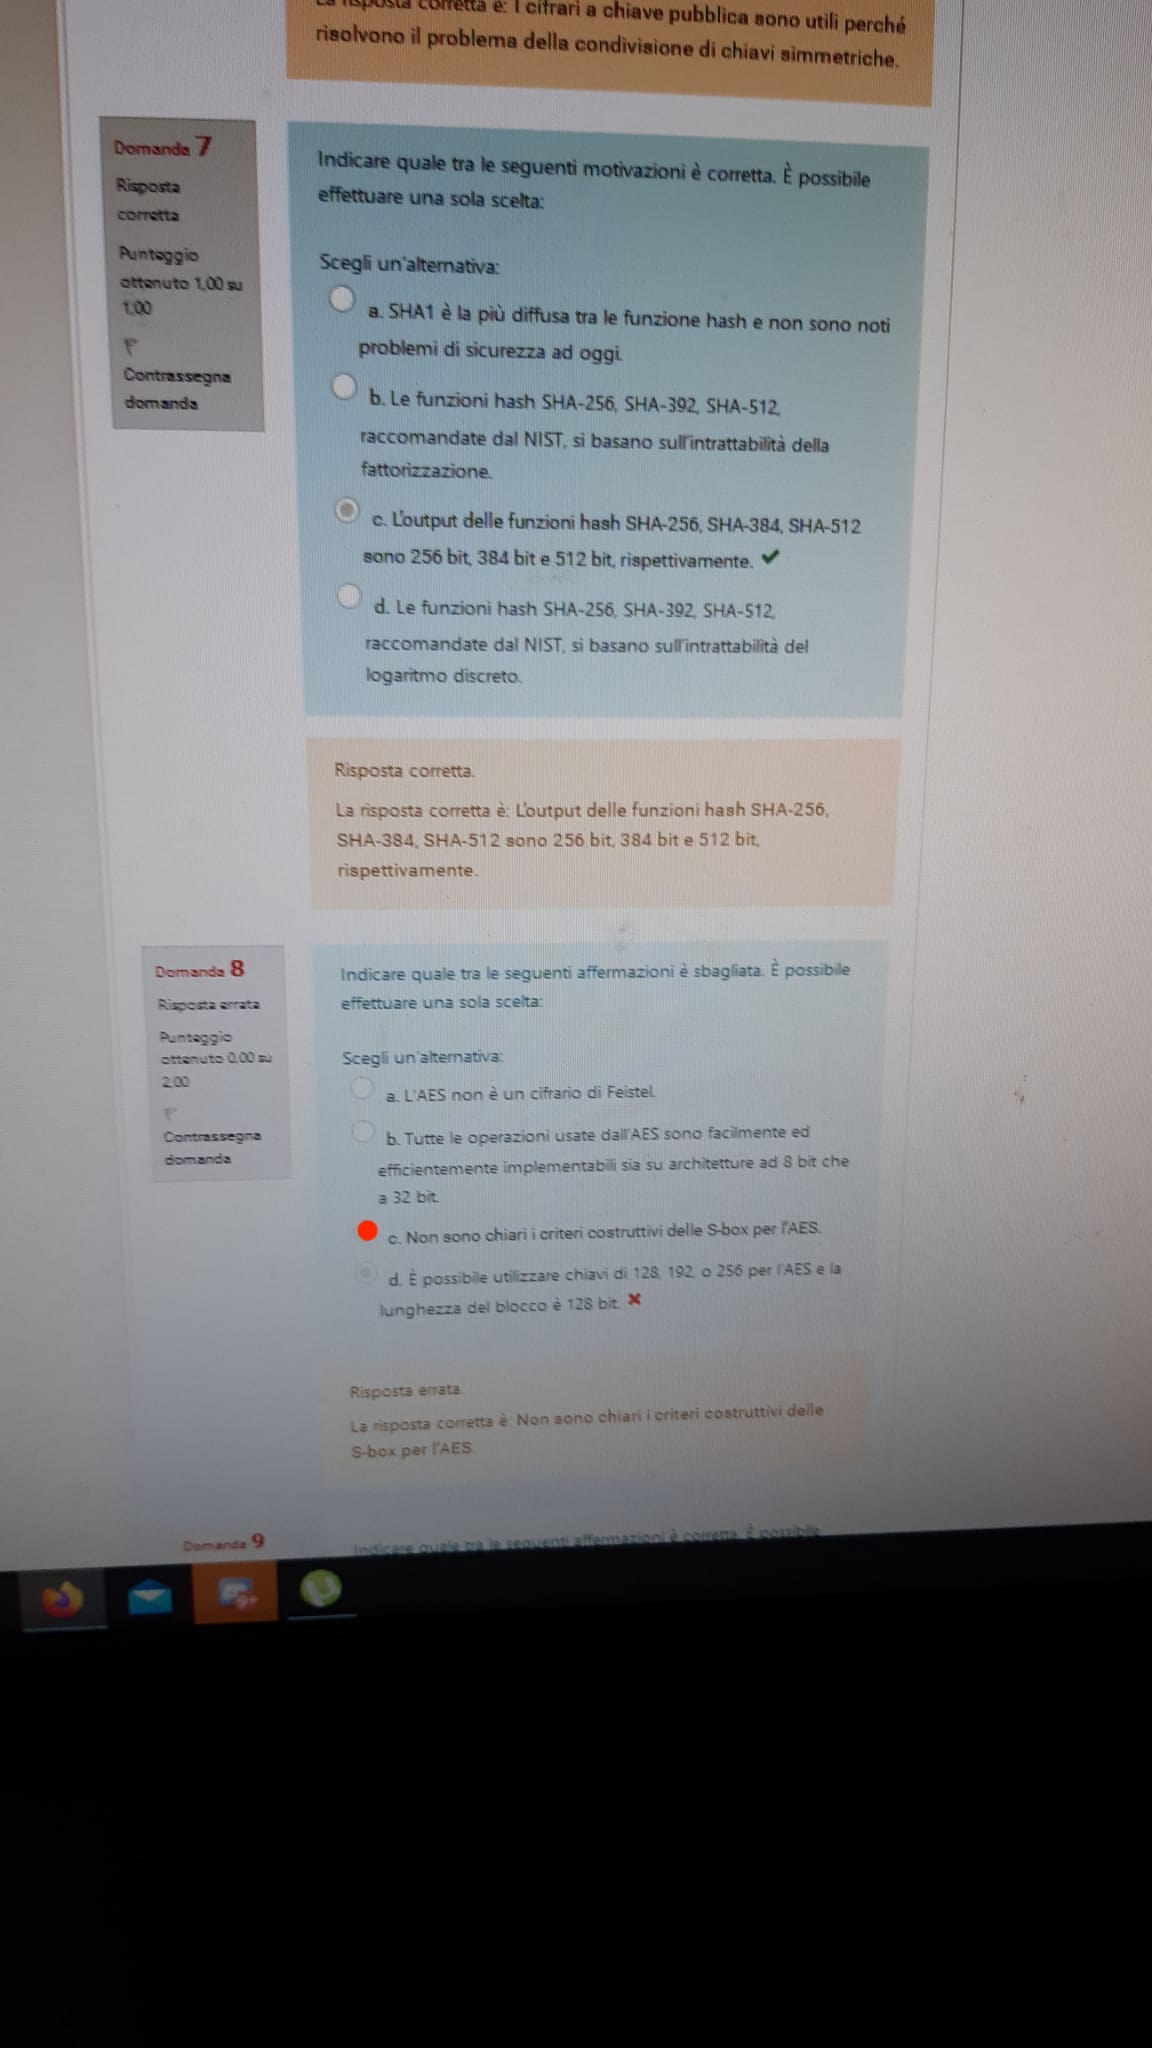 La risposta corretta è: I cifrari a chiave pubblica sono utili perché
risolvono il problema della condivisione di chiavi simmetriche.
Domanda 7
Risposta
corretta
Punteggio
ottenuto 1,00 su
1,00
Contrassegna
domanda
Indicare quale tra le seguenti motivazioni è corretta. È possibile
effettuare una sola scelta:
Scegli un'alternativa:
a. SHA1 è la più diffusa tra le funzione hash e non sono noti
problemi di sicurezza ad oggi.
b. Le funzioni hash SHA-256, SHA-392, SHA-512,
raccomandate dal NIST, si basano sull'intrattabilità della
fattorizzazione.
c. L'output delle funzioni hash SHA-256, SHA-384, SHA-512
sono 256 bit, 384 bit e 512 bit, rispettivamente.
d. Le funzioni hash SHA-256, SHA-392, SHA-512,
raccomandate dal NIST, si basano sull'intrattabilità del
logaritmo discreto.
Risposta corretta.
La risposta corretta è: L'output delle funzioni hash SHA-256,
SHA-384, SHA-512 sono 256 bit, 384 bit e 512 bit,
rispettivamente.
Domanda 8
Risposta errata
Punteggio
ottenuto 0,00 su
2,00
Contrassegna
domanda
Indicare quale tra le seguenti affermazioni è sbagliata. È possibile
effettuare una sola scelta:
Scegli un'alternativa:
a. L'AES non è un cifrario di Feistel.
b. Tutte le operazioni usate dall'AES sono facilmente ed
efficientemente implementabili sia su architetture ad 8 bit che
a 32 bit.
c. Non sono chiari i criteri costruttivi delle S-box per l'AES.
d. È possibile utilizzare chiavi di 128, 192, o 256 per l'AES e la
lunghezza del blocco è 128 bit.
Risposta errata.
La risposta corretta è: Non sono chiari i criteri costruttivi delle
S-box per l'AES.
Domanda 9
Indicare quale tra le seguenti affermazioni è corretta. È possibile
9+